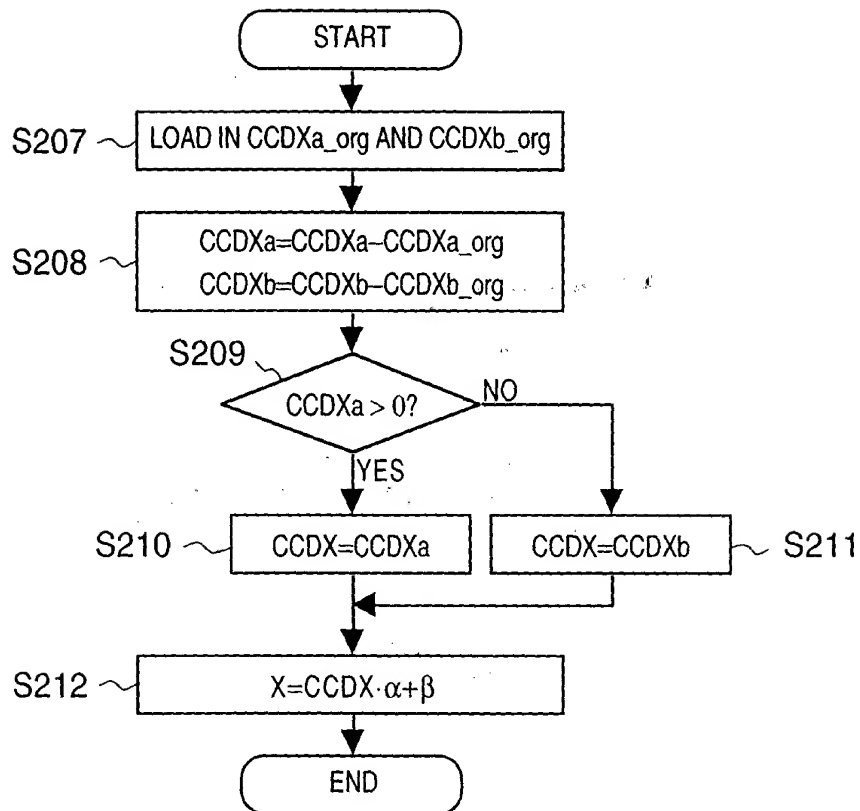 START
S207
LOAD IN CCDXa_org AND CCDXb_org
S208
CCDXa=CCDXa-CCDXa_org
CCDXb=CCDXb-CCDXb_org
S209
CCDXa > 0?
NO
YES
S210
CCDX=CCDXa
CCDX=CCDXb
S211
S212
X=CCDX·α+β
END